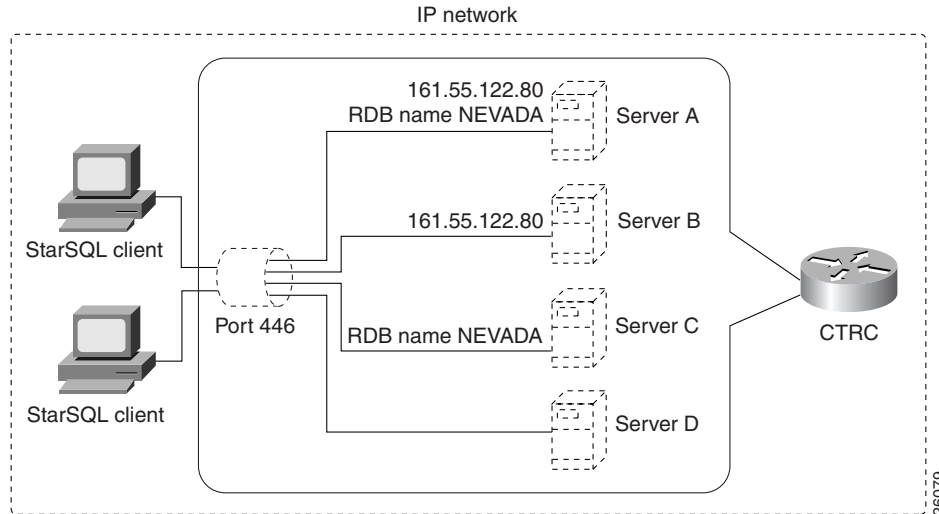 IP network
161.55.122.80
RDB name NEVADA
Server A
StarSQL client
161.55.122.80
Server B
Port 446
RDB name NEVADA
Server C
CTRC
StarSQL client
Server D
26079